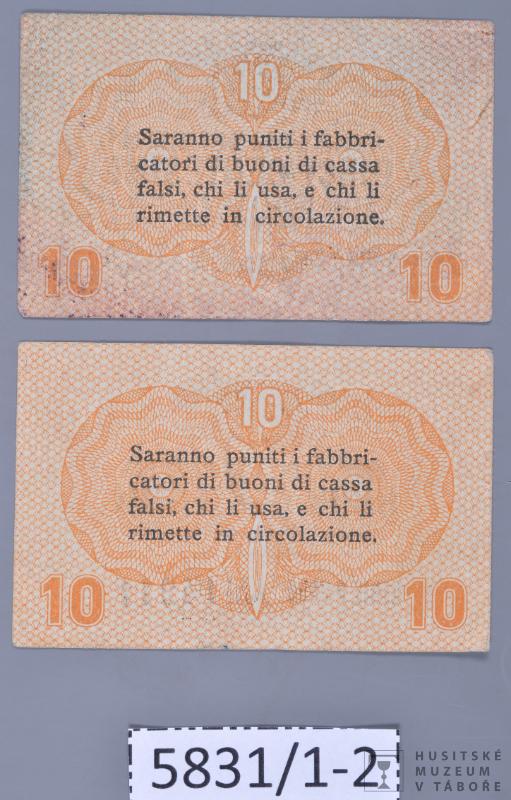 10
Saranno puniti i fabbri-
catori di buoni di cassa
falsi, chi li usa, e chi li
rimette in circolazione.
10 10
10
Saranno puniti i fabbri-
catori di buoni di cassa
falsi, chi li usa, e chi li
rimette in circolazione.
10 10
5831/1-2
HUSITSKÉ
MUZEUM
V TÁBOŘE